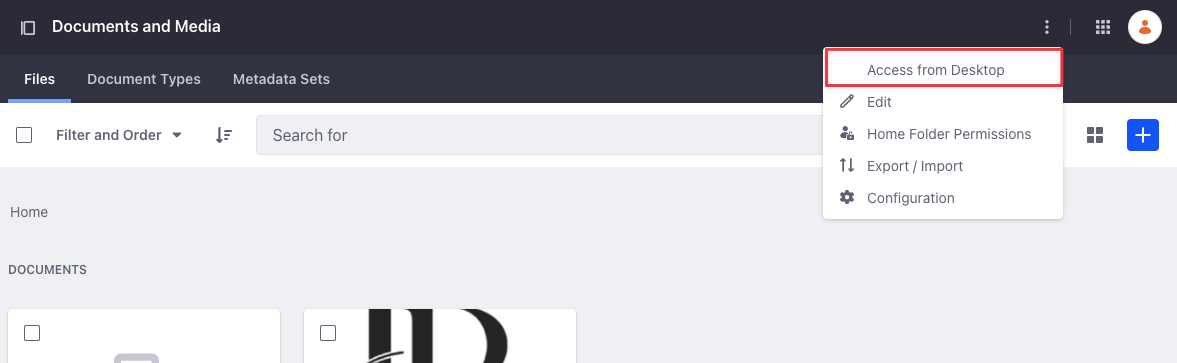 Documents and Media
Files Document Types Metadata Sets
Access from Desktop
Edit
Home Folder Permissions
Export / Import
Configuration
Filter and Order
Search for
Home
DOCUMENTS